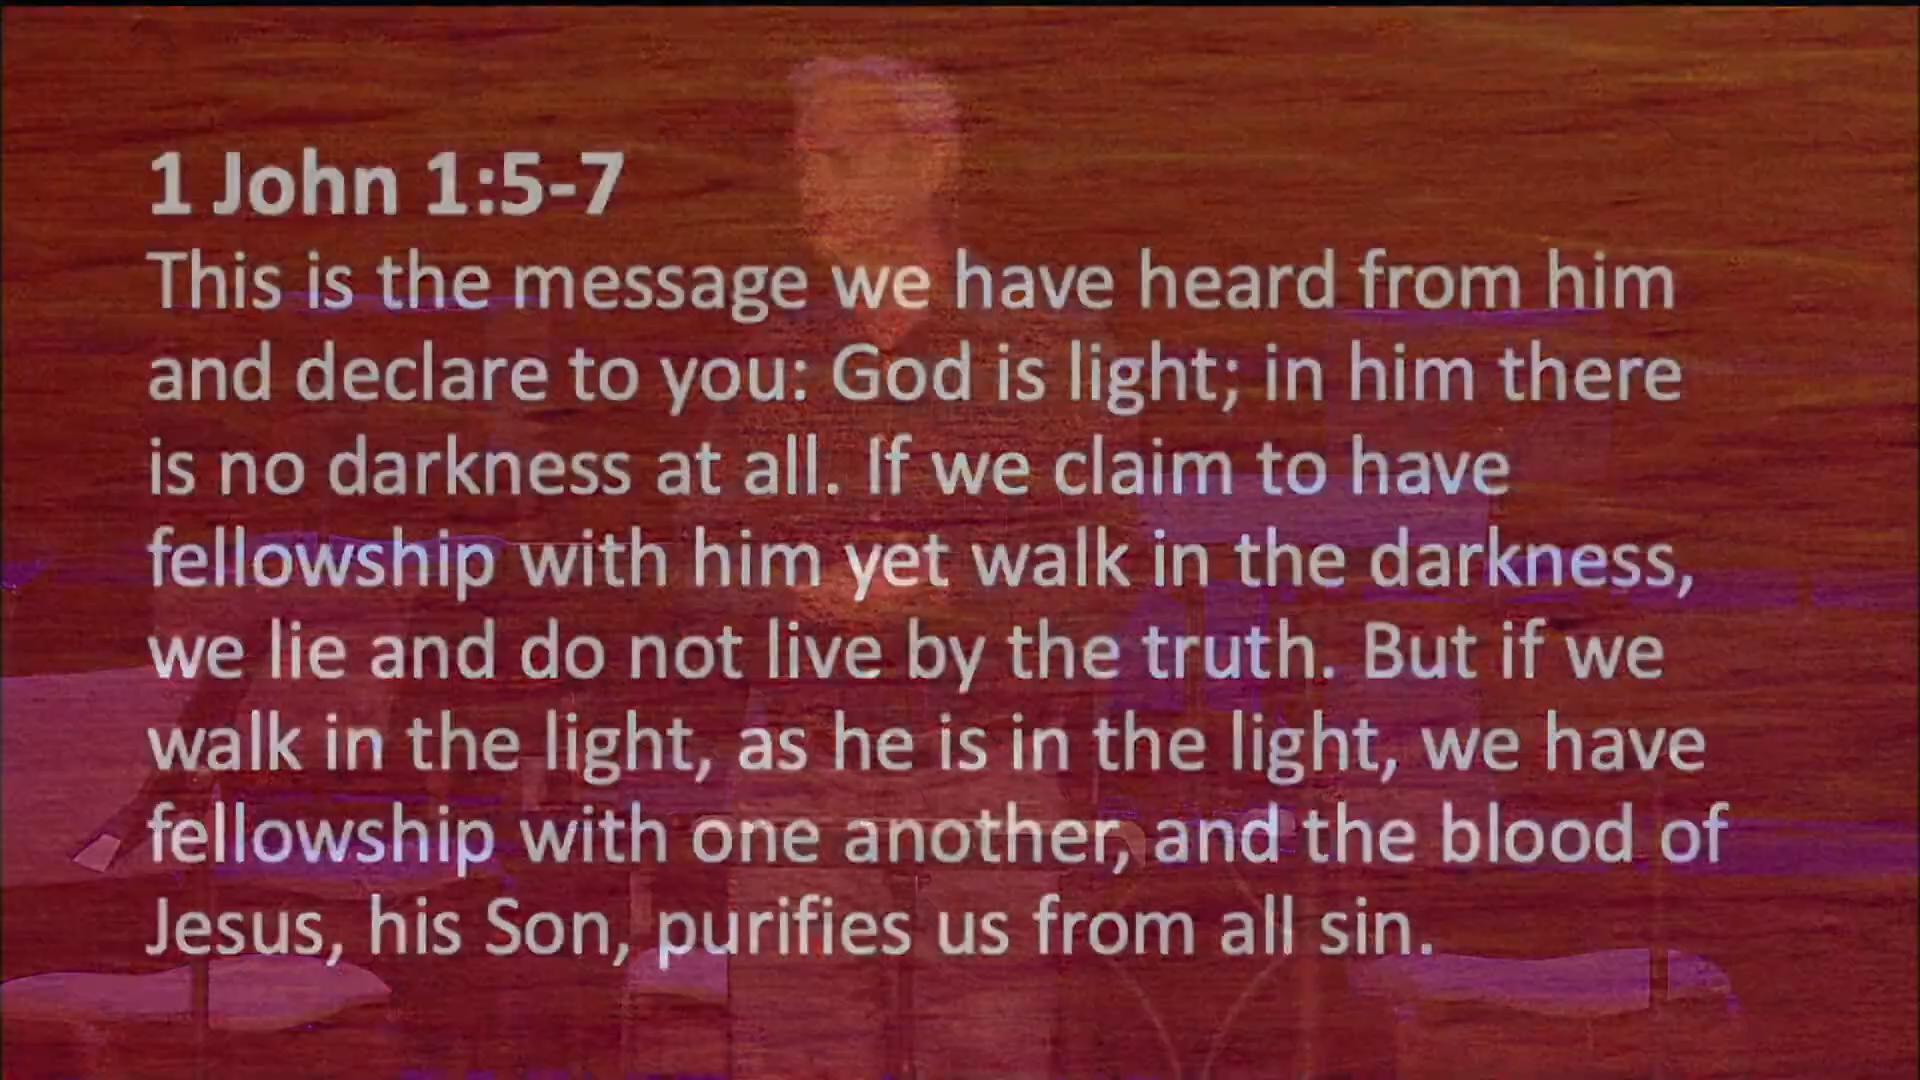 1 John 1:5-7
This is the message we have heard from him
and declare to you: God is light; in him there
is no darkness at all. If we claim to have
fellowship with him yet walk in the darkness,
we lie and do not live by the truth. But if we
walk in the light, as he is in the light, we have
fellowship with one another, and the blood of
Jesus, his Son, purifies us from all sin.